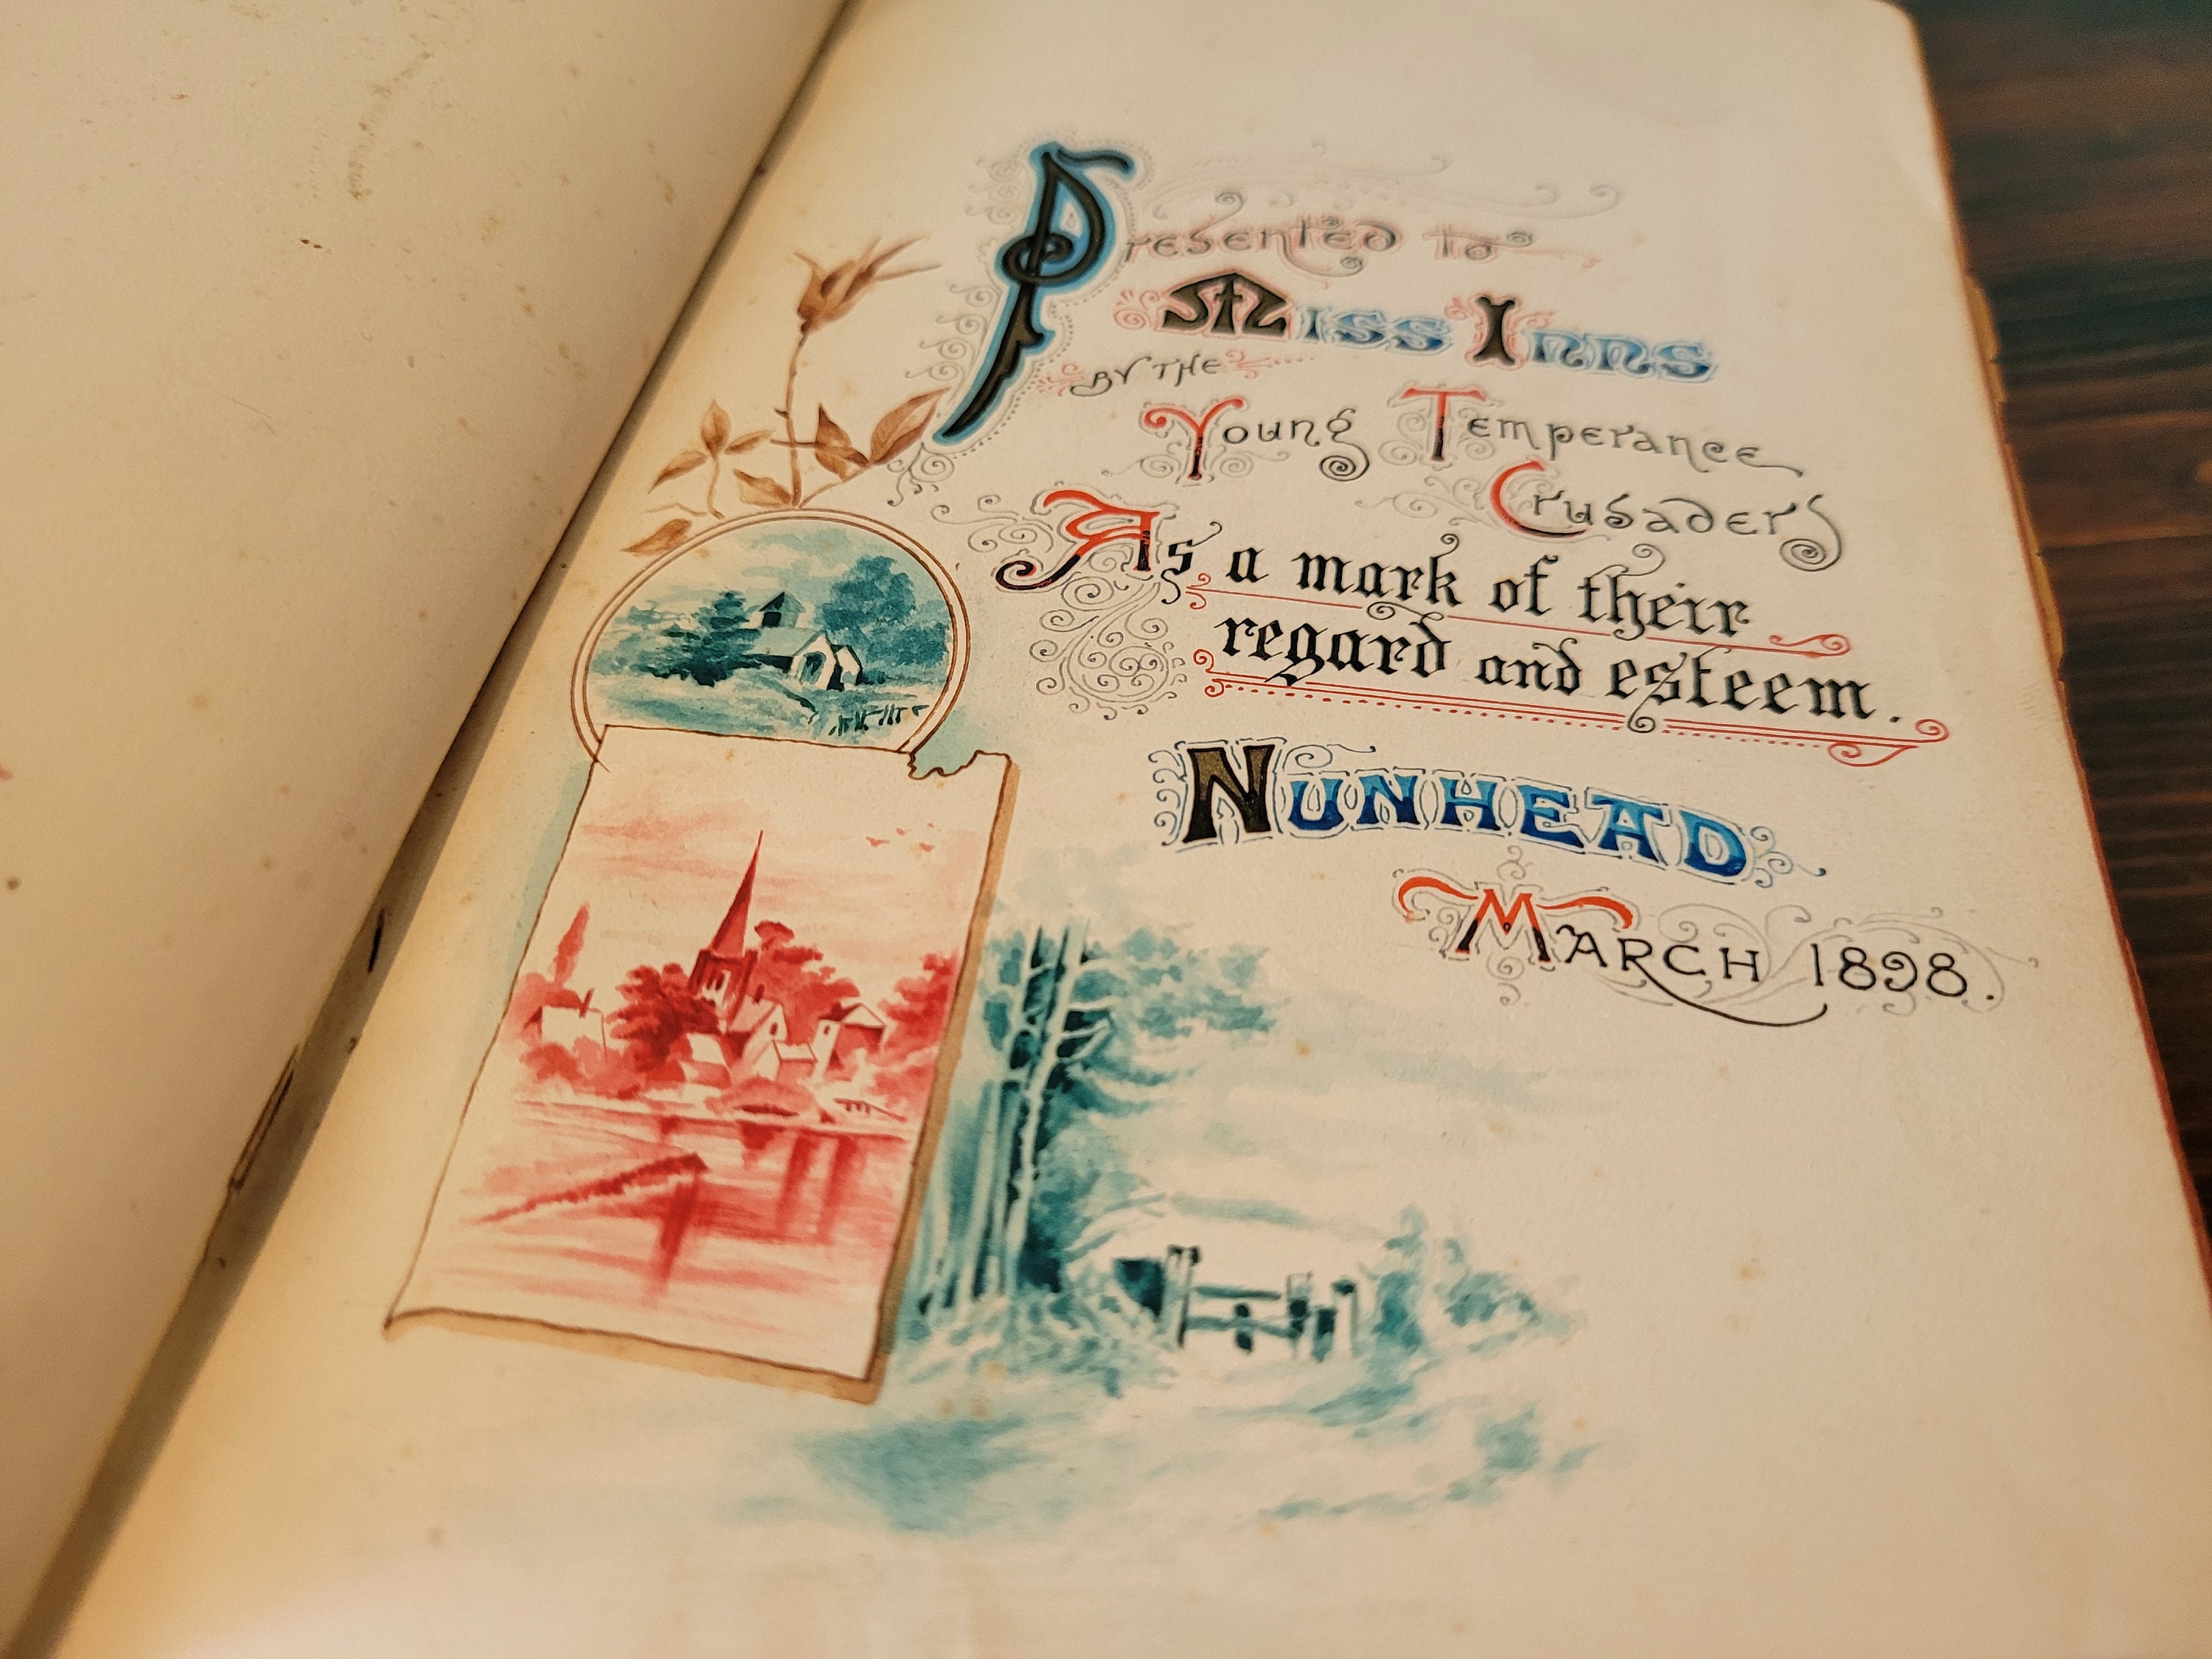 Presented to
Miss Inns
BY THE
Young Temperance
Crusaders
As a mark of their
regard and esteem.
NUNHEAD
MARCH 1898.